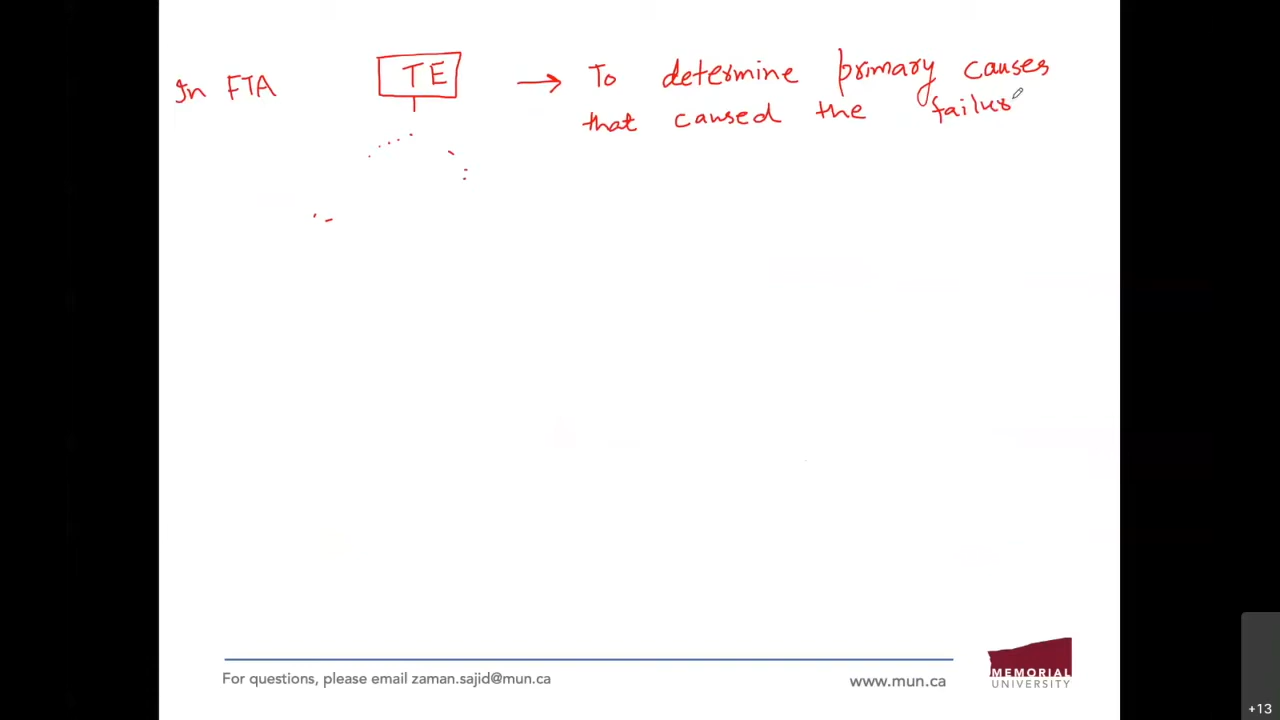 In FTA TE → To determine primary causes
that caused the failur
For questions, please email zaman.sajid@mun.ca
www.mun.ca
MEMORIAL
UNIVERSITY
+13